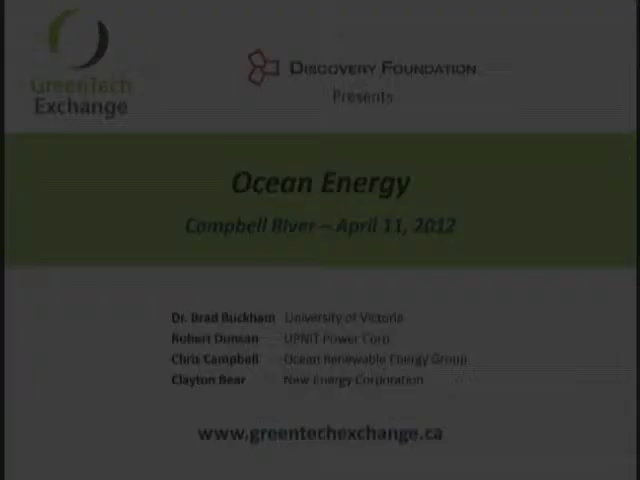 GreenTech
Exchange
DISCOVERY FOUNDATION
Presents
Ocean Energy
Campbell River – April 11, 2012
Dr. Brad Buckham University of Victoria
Robert Duncan UPNIT Power Corp
Chris Campbell Ocean Renewable Energy Group
Clayton Bear New Energy Corporation
www.greentechexchange.ca